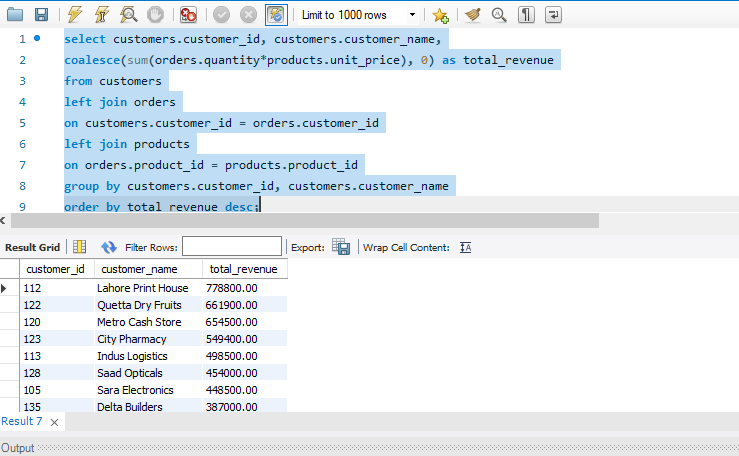 Limit to 1000 rows
1 select customers.customer_id, customers.customer_name,
2 coalesce(sum(orders.quantity*products.unit_price), 0) as total_revenue
3 from customers
4 left join orders
5 on customers.customer_id = orders.customer_id
6 left join products
7 on orders.product_id = products.product_id
8 group by customers.customer_id, customers.customer_name
9 order by total_revenue desc;
Result Grid Filter Rows: Export: Wrap Cell Content: IA
customer_id customer_name total_revenue
112 Lahore Print House 778800.00
122 Quetta Dry Fruits 661900.00
120 Metro Cash Store 654500.00
123 City Pharmacy 549400.00
113 Indus Logistics 498500.00
128 Saad Opticals 454000.00
105 Sara Electronics 448500.00
135 Delta Builders 387000.00
Result 7
Output